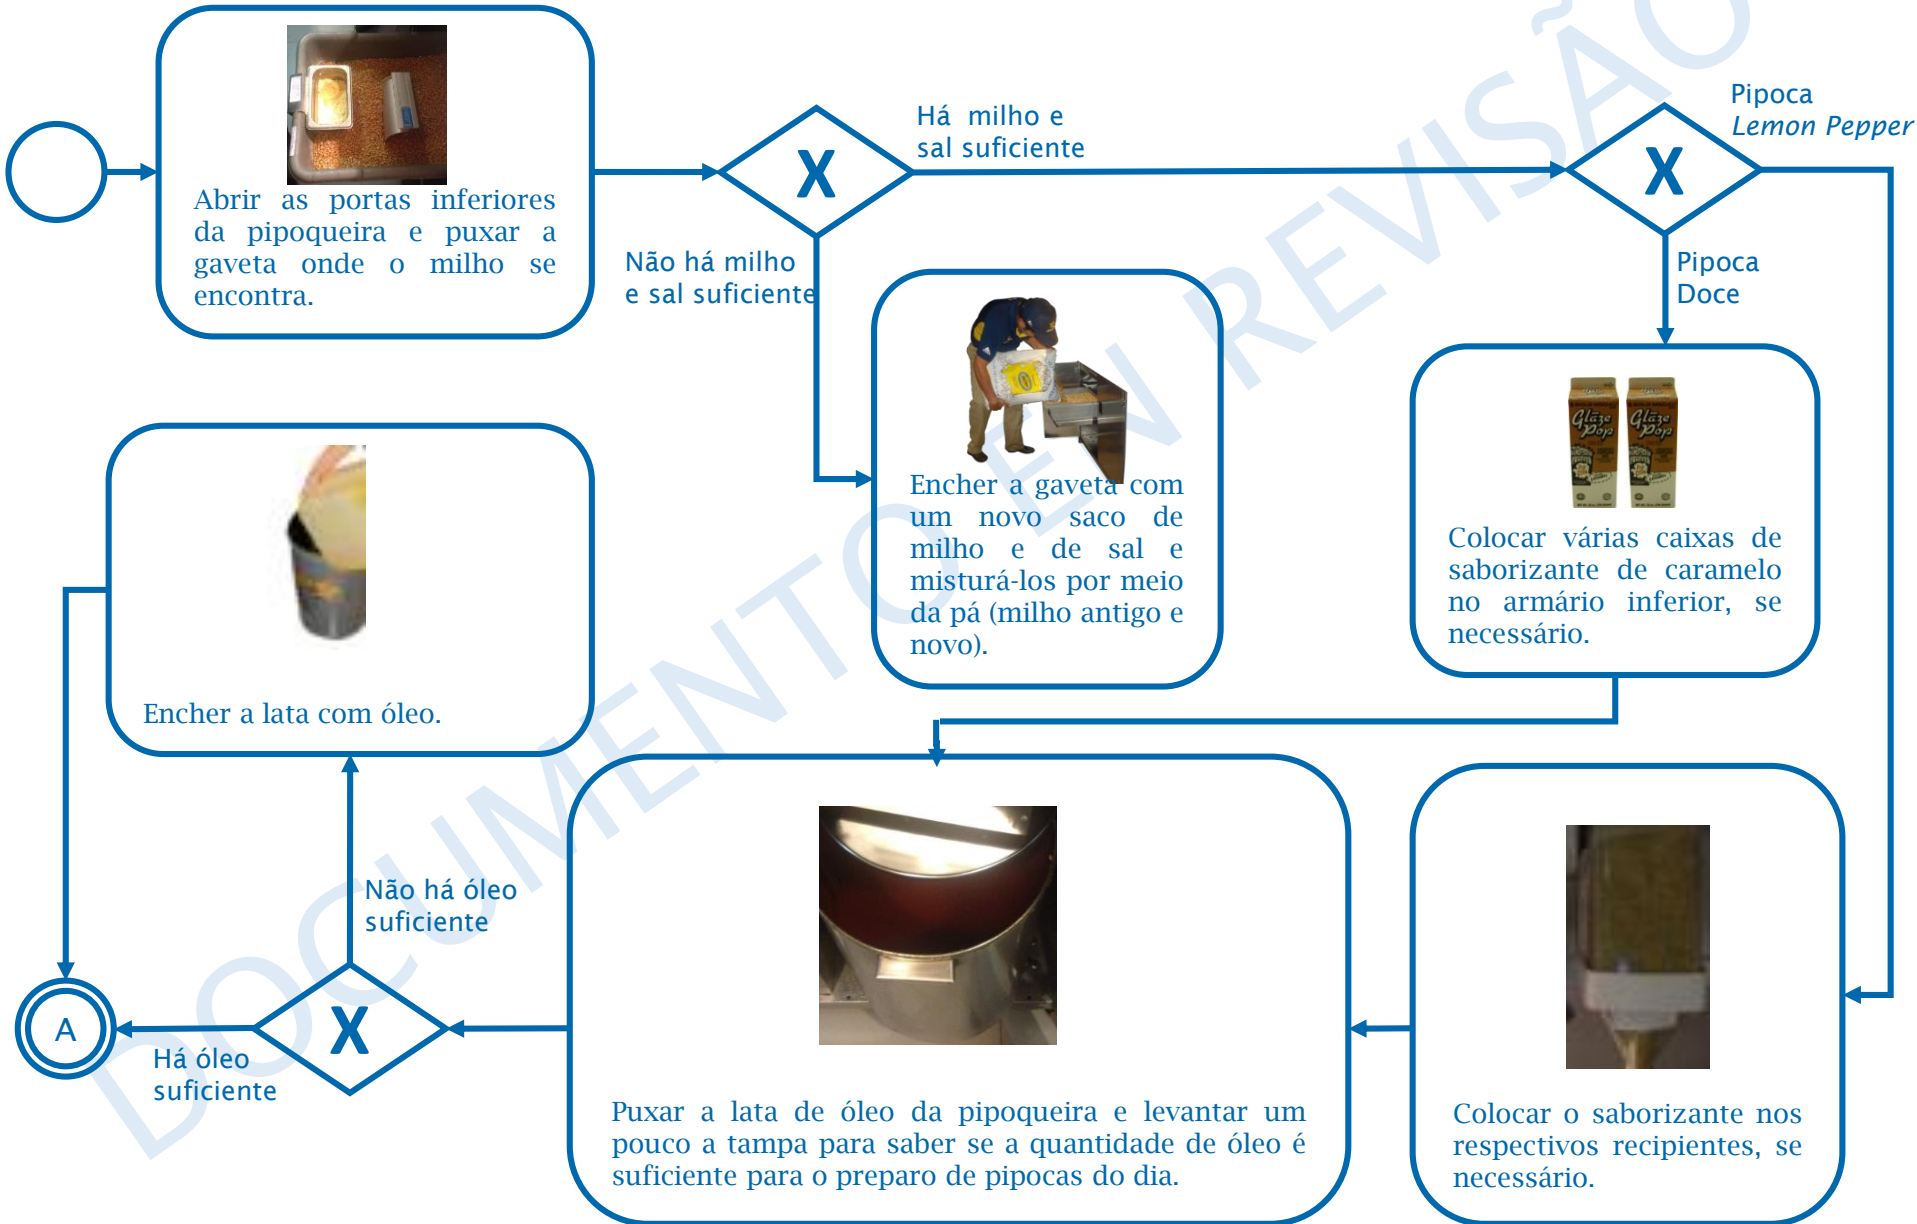 Abrir as portas inferiores
da pipoqueira e puxar a
gaveta onde o milho se
encontra.
X
Há milho e
sal suficiente
Não há milho
e sal suficiente
X
Pipoca
Lemon Pepper
Pipoca
Doce
Encher a gaveta com
um novo saco de
milho e de sal e
misturá-los por meio
da pá (milho antigo e
novo).
Glaze
Pop
Glaze
Pop
Colocar várias caixas de
saborizante de caramelo
no armário inferior, se
necessário.
Encher a lata com óleo.
Não há óleo
suficiente
X
A
Há óleo
suficiente
Puxar a lata de óleo da pipoqueira e levantar um
pouco a tampa para saber se a quantidade de óleo é
suficiente para o preparo de pipocas do dia.
Colocar o saborizante nos
respectivos recipientes, se
necessário.
DOCUMENTO EN REVISÃO